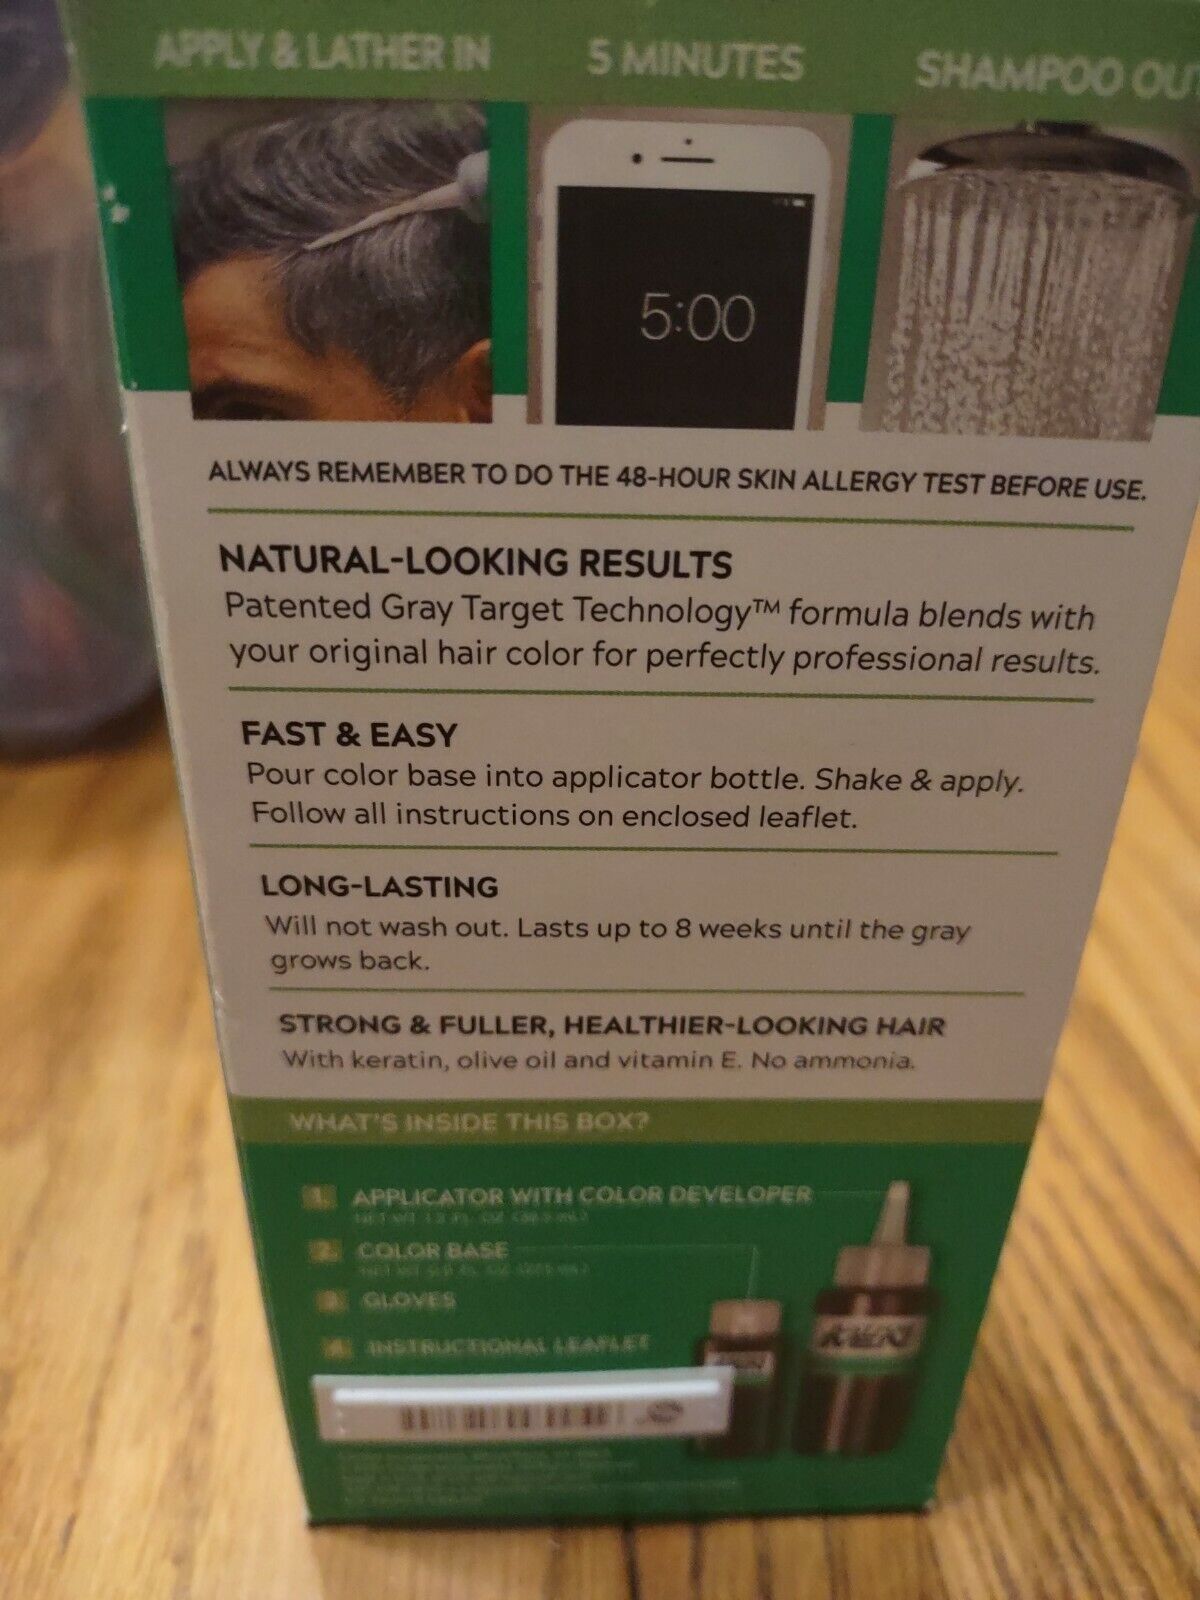 APPLY & LATHER IN
5 MINUTES
SHAMPOO OU
5:00
ALWAYS REMEMBER TO DO THE 48-HOUR SKIN ALLERGY TEST BEFORE USE.
NATURAL-LOOKING RESULTS
Patented Gray Target Technology™ formula blends with
your original hair color for perfectly professional results.
FAST & EASY
Pour color base into applicator bottle. Shake & apply.
Follow all instructions on enclosed leaflet.
LONG-LASTING
Will not wash out. Lasts up to 8 weeks until the gray
grows back.
STRONG & FULLER, HEALTHIER-LOOKING HAIR
With keratin, olive oil and vitamin E. No ammonia.
WHAT'S INSIDE THIS BOX?
1. APPLICATOR WITH COLOR DEVELOPER
2. COLOR BASE
3. GLOVES
4. INSTRUCTIONAL LEAFLET